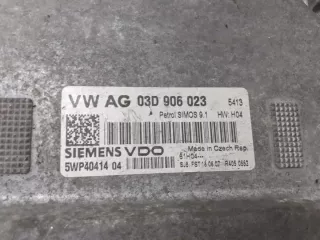 VW AG 03D 906 023 5413
Petrol SIMOS 9.1 HW: H04
SIEMENS VDO Made in Czech Rep.
5WP40414 04 61H04---